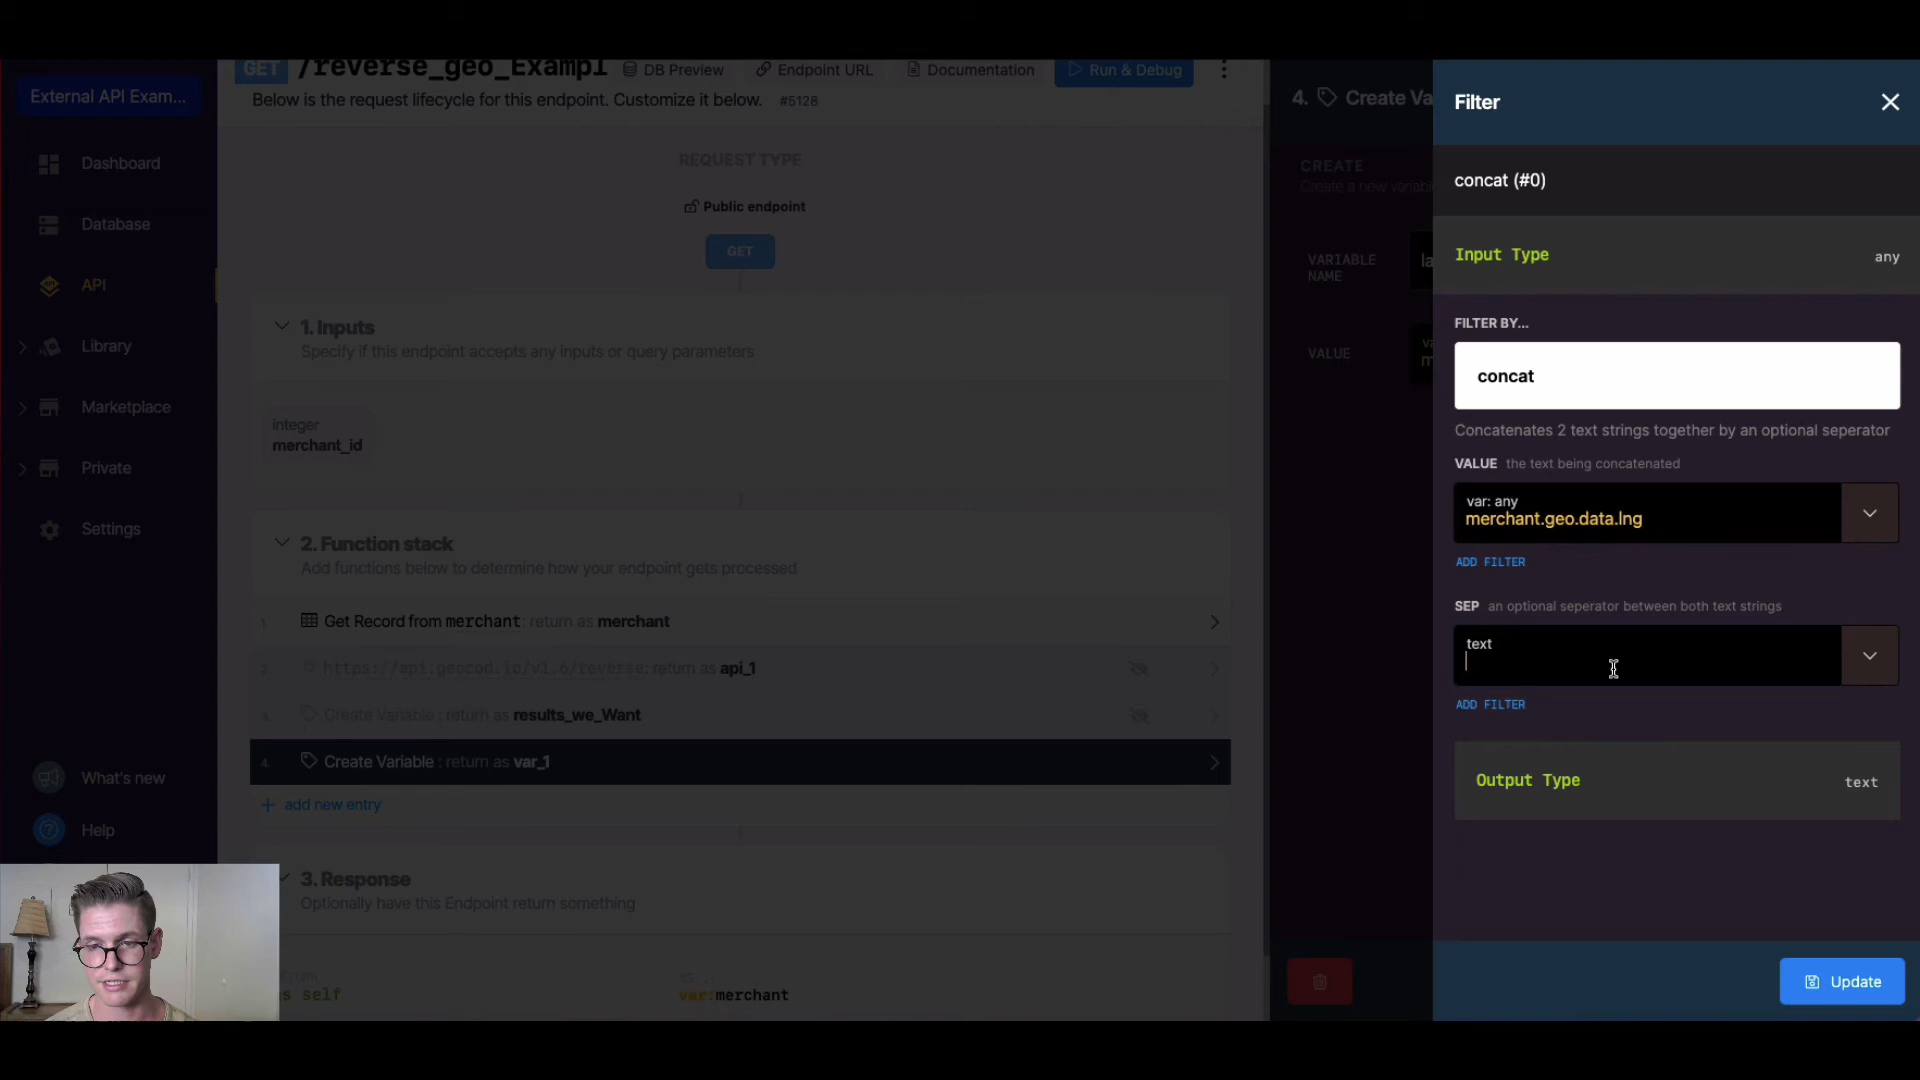 External API Exam...
Dashboard
Database
API
Library
Marketplace
Private
Settings
What's new
Help
GET /reverse_geo_Exampl
DB Preview
Endpoint URL
Documentation
Run & Debug
Below is the request lifecycle for this endpoint. Customize it below. #5128
REQUEST TYPE
Public endpoint
GET
1. Inputs
Specify if this endpoint accepts any inputs or query parameters
integer
merchant_id
2. Function stack
Add functions below to determine how your endpoint gets processed
1. Get Record from merchant: return as merchant
2. https://api.geocod.io/v1.6/reverse: return as api_1
3. Create Variable : return as results_we_Want
4. Create Variable : return as var_1
+ add new entry
3. Response
Optionally have this Endpoint return something
self
var:merchant
4. Create Va
CREATE
Create a new variabl
VARIABLE
NAME
la
VALUE
va
m
Filter
concat (#0)
Input Type any
FILTER BY...
concat
Concatenates 2 text strings together by an optional seperator
VALUE the text being concatenated
var: any
merchant.geo.data.lng
ADD FILTER
SEP an optional seperator between both text strings
text
ADD FILTER
Output Type text
Update